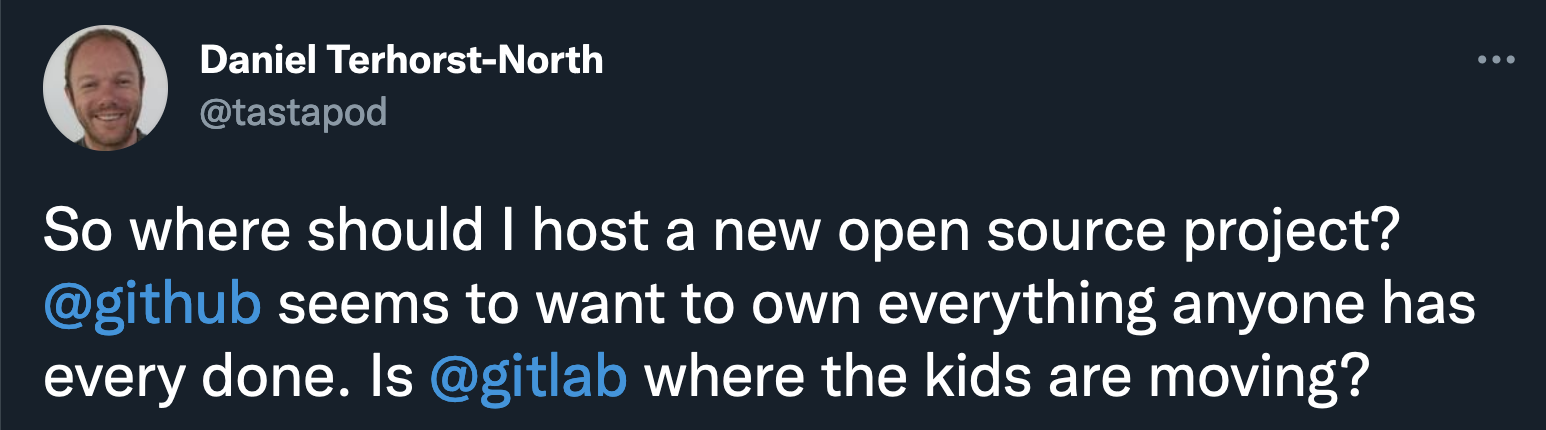 Daniel Terhorst-North
@tastapod
So where should I host a new open source project?
@github seems to want to own everything anyone has
every done. Is @gitlab where the kids are moving?